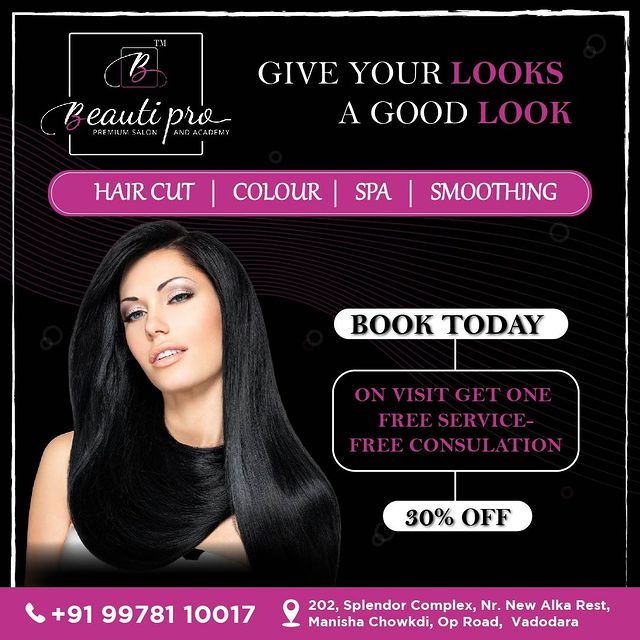 TM
B
Beauti pro
PREMIUM SALON AND ACADEMY
GIVE YOUR LOOKS
A GOOD LOOK
HAIR CUT | COLOUR | SPA | SMOOTHING
BOOK TODAY
ON VISIT GET ONE
FREE SERVICE-
FREE CONSULATION
30% OFF
+91 99781 10017
202, Splendor Complex, Nr. New Alka Rest,
Manisha Chowkdi, Op Road, Vadodara